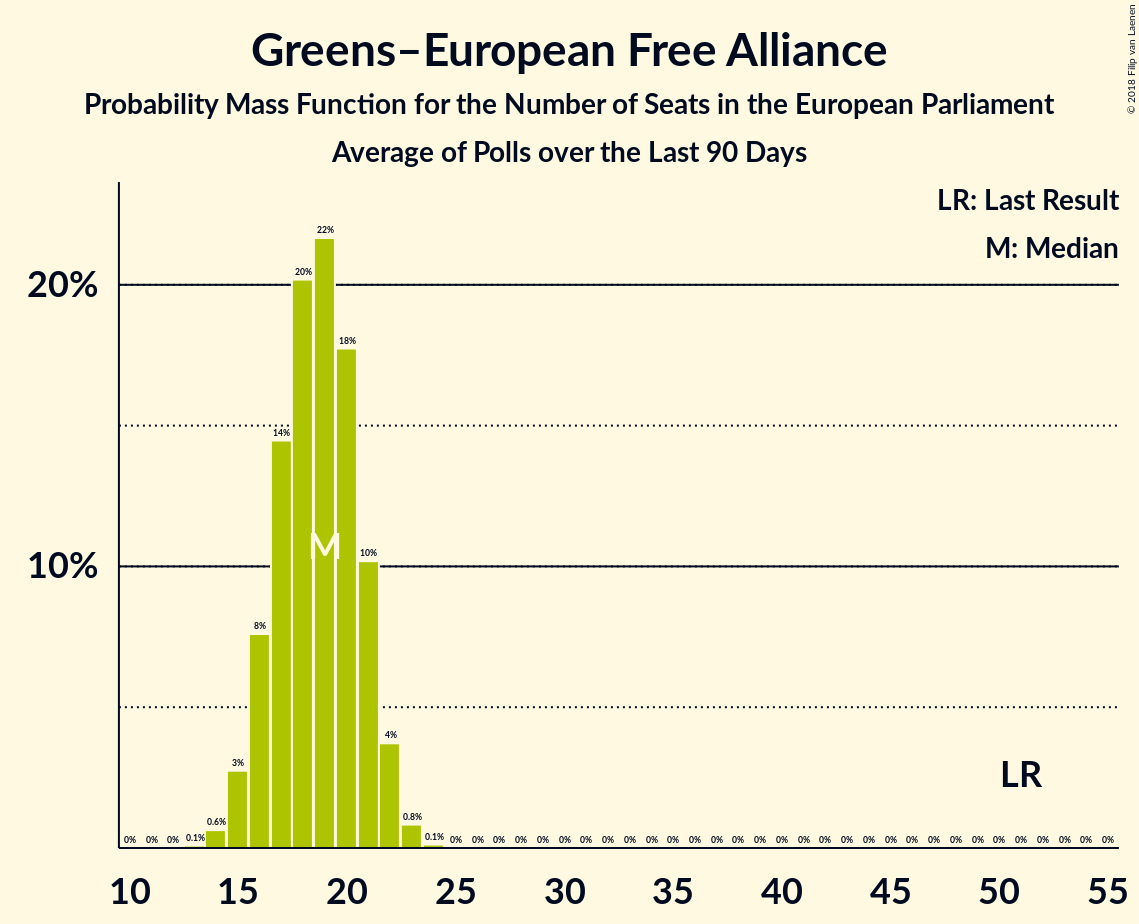 Greens–European Free Alliance
Probability Mass Function for the Number of Seats in the European Parliament
Average of Polls over the Last 90 Days
© 2018 Filip van Laenen
LR: Last Result
M: Median
20%
10%
0% 0% 0% 0.1% 0.6% 3% 8% 14% 20% 22% 18% 10% 4% 0.8% 0.1% 0% 0% 0% 0% 0% 0% 0% 0% 0% 0% 0% 0% 0% 0% 0% 0% 0% 0% 0% 0% 0% 0% 0% 0% 0% 0% 0% 0% 0% 0% 0%
M
LR
10 15 20 25 30 35 40 45 50 55